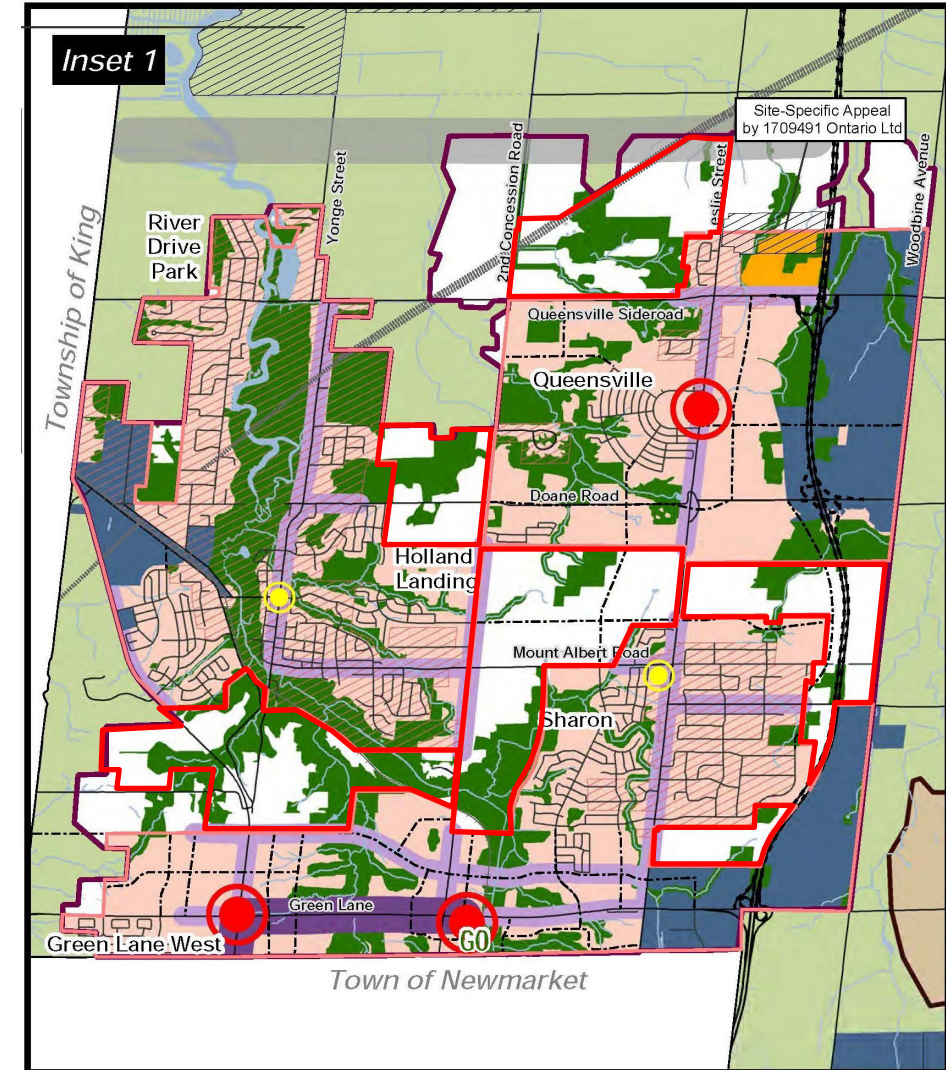 Inset 1
Site-Specific Appeal
by 1709491 Ontario Ltd
Yonge Street
2nd Concession Road
eslie Street
Woodbine Avenue
Township of King
River
Drive
Park
Queensville Sideroad
Queensville
Doane Road
Holland
Landing
Mount Albert Road
Sharon
Green Lane
Green Lane West
GO
Town of Newmarket